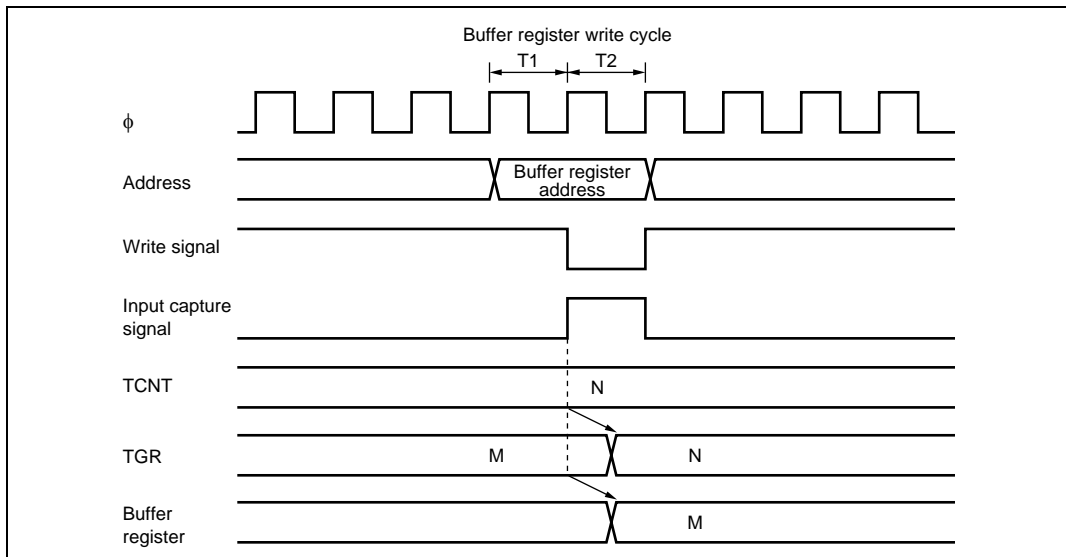 Buffer register write cycle
T1 T2
ϕ
Address
Buffer register
address
Write signal
Input capture
signal
TCNT
N
TGR
M N
Buffer
register
M